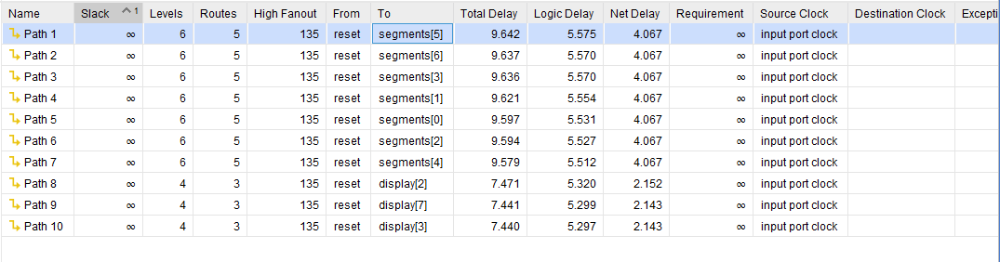 Name Slack 1 Levels Routes High Fanout From To Total Delay Logic Delay Net Delay Requirement Source Clock Destination Clock Excepti
Path 1 ∞ 6 5 135 reset segments[5] 9.642 5.575 4.067 ∞ input port clock
Path 2 ∞ 6 5 135 reset segments[6] 9.637 5.570 4.067 ∞ input port clock
Path 3 ∞ 6 5 135 reset segments[3] 9.636 5.570 4.067 ∞ input port clock
Path 4 ∞ 6 5 135 reset segments[1] 9.621 5.554 4.067 ∞ input port clock
Path 5 ∞ 6 5 135 reset segments[0] 9.597 5.531 4.067 ∞ input port clock
Path 6 ∞ 6 5 135 reset segments[2] 9.594 5.527 4.067 ∞ input port clock
Path 7 ∞ 6 5 135 reset segments[4] 9.579 5.512 4.067 ∞ input port clock
Path 8 ∞ 4 3 135 reset display[2] 7.471 5.320 2.152 ∞ input port clock
Path 9 ∞ 4 3 135 reset display[7] 7.441 5.299 2.143 ∞ input port clock
Path 10 ∞ 4 3 135 reset display[3] 7.440 5.297 2.143 ∞ input port clock